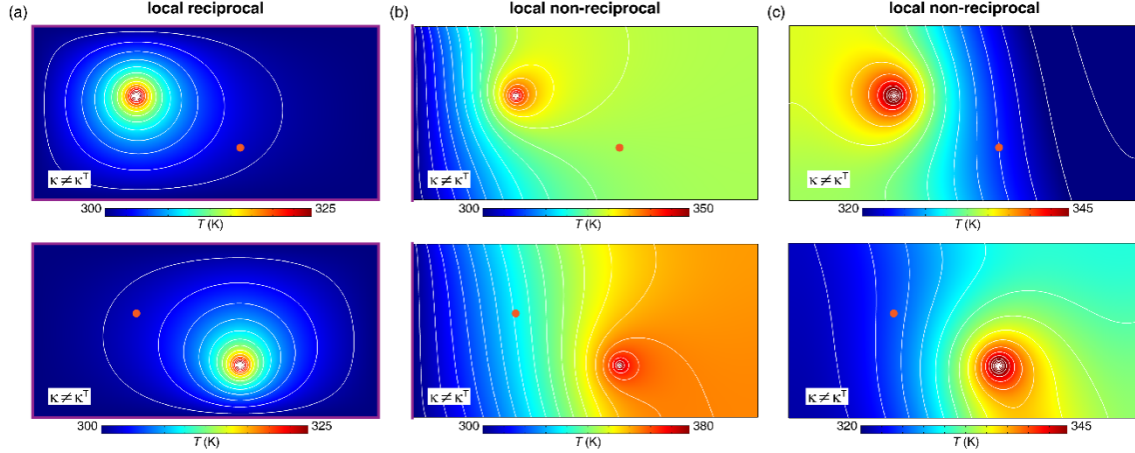 (a) local reciprocal
(b) local non-reciprocal
(c) local non-reciprocal
κ ≠ κᵀ
κ ≠ κᵀ
κ ≠ κᵀ
300 325
T (K)
300 350
T (K)
320 345
T (K)
κ ≠ κᵀ
κ ≠ κᵀ
κ ≠ κᵀ
300 325
T (K)
300 380
T (K)
320 345
T (K)